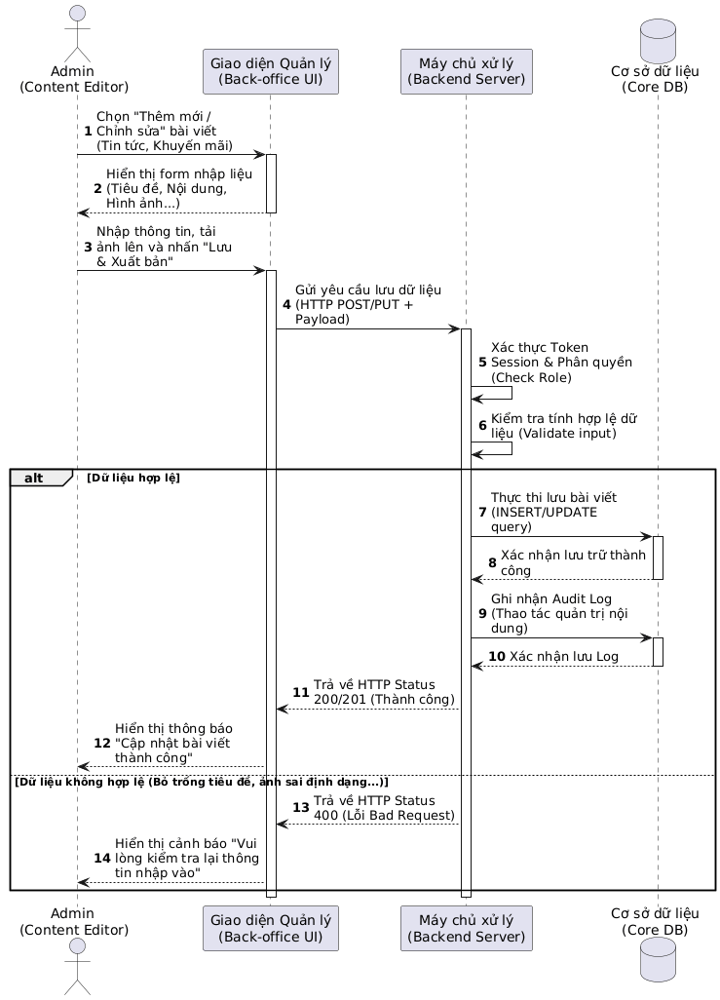 Admin
(Content Editor)
Giao diện Quản lý
(Back-office UI)
Máy chủ xử lý
(Backend Server)
Cơ sở dữ liệu
(Core DB)
1 Chọn "Thêm mới /
Chỉnh sửa" bài viết
(Tin tức, Khuyến mãi)
2 Hiển thị form nhập liệu
(Tiêu đề, Nội dung,
Hình ảnh...)
3 Nhập thông tin, tải
ảnh lên và nhấn "Lưu
& Xuất bản"
4 Gửi yêu cầu lưu dữ liệu
(HTTP POST/PUT +
Payload)
5 Xác thực Token
Session & Phân quyền
(Check Role)
6 Kiểm tra tính hợp lệ dữ
liệu (Validate input)
alt [Dữ liệu hợp lệ]
7 Thực thi lưu bài viết
(INSERT/UPDATE
query)
8 Xác nhận lưu trữ thành
công
9 Ghi nhận Audit Log
(Thao tác quản trị nội
dung)
10 Xác nhận lưu Log
11 Trả về HTTP Status
200/201 (Thành công)
12 Hiển thị thông báo
"Cập nhật bài viết
thành công"
[Dữ liệu không hợp lệ (Bỏ trống tiêu đề, ảnh sai định dạng...)]
13 Trả về HTTP Status
400 (Lỗi Bad Request)
14 Hiển thị cảnh báo "Vui
lòng kiểm tra lại thông
tin nhập vào"
Admin
(Content Editor)
Giao diện Quản lý
(Back-office UI)
Máy chủ xử lý
(Backend Server)
Cơ sở dữ liệu
(Core DB)